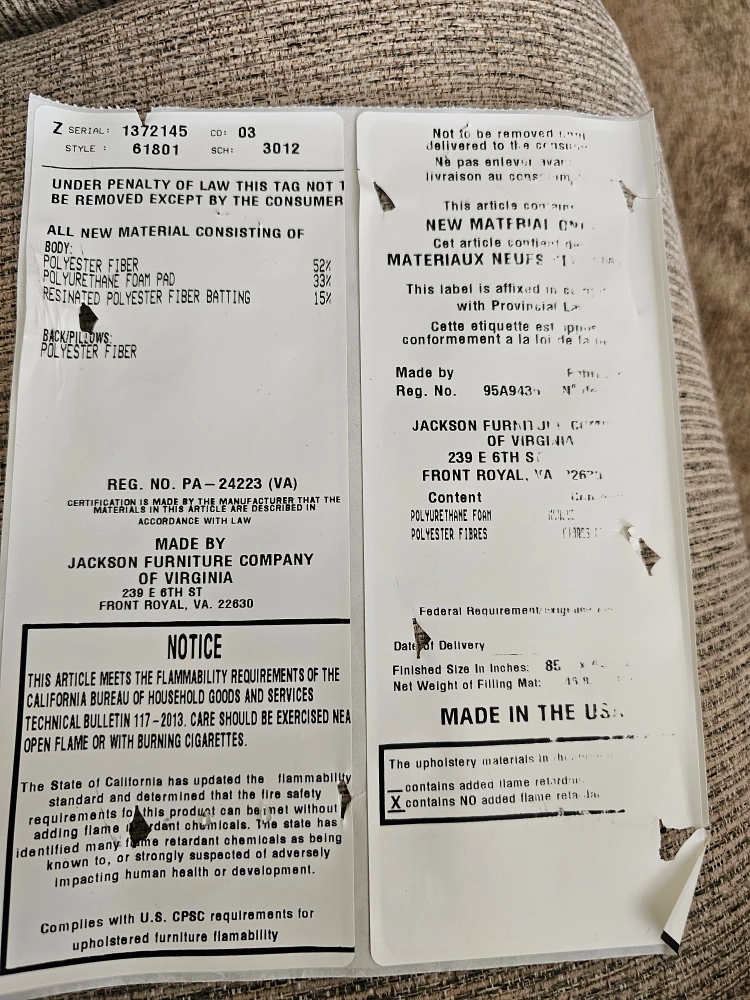 Z SERIAL: 1372145 CO: 03
STYLE : 61801 SCH: 3012
UNDER PENALTY OF LAW THIS TAG NOT T
BE REMOVED EXCEPT BY THE CONSUMER
ALL NEW MATERIAL CONSISTING OF
BODY:
POLYESTER FIBER 52%
POLYURETHANE FOAM PAD 33%
RESINATED POLYESTER FIBER BATTING 15%
BACK/PILLOWS:
POLYESTER FIBER
REG. NO. PA-24223 (VA)
CERTIFICATION IS MADE BY THE MANUFACTURER THAT THE
MATERIALS IN THIS ARTICLE ARE DESCRIBED IN
ACCORDANCE WITH LAW
MADE BY
JACKSON FURNITURE COMPANY
OF VIRGINIA
239 E 6TH ST
FRONT ROYAL, VA. 22630
NOTICE
THIS ARTICLE MEETS THE FLAMMABILITY REQUIREMENTS OF THE
CALIFORNIA BUREAU OF HOUSEHOLD GOODS AND SERVICES
TECHNICAL BULLETIN 117-2013. CARE SHOULD BE EXERCISED NEA
OPEN FLAME OR WITH BURNING CIGARETTES.
The State of California has updated the flammability
standard and determined that the fire safety
requirements for this product can be met without
adding flame retardant chemicals. The state has
identified many flame retardant chemicals as being
known to, or strongly suspected of adversely
impacting human health or development.
Complies with U.S. CPSC requirements for
upholstered furniture flamability
Not to be removed
delivered to the
Ne pas enlever
livraison au
This article
NEW MATERIAL
Cet article contient
MATERIAUX NEUFS
This label is affixed in
with Provincial
Cette etiquette est
conformement a la loi de la
Made by
Reg. No. 95A943
JACKSON FURNITURE
OF VIRGINIA
239 E 6TH ST
FRONT ROYAL, VA
Content
POLYURETHANE FOAM
POLYESTER FIBRES
Federal Requirement
Date of Delivery
Finished Size In Inches: 85 x
Net Weight of Filling Mat:
MADE IN THE USA
The upholstery materials in
contains added flame
X contains NO added flame